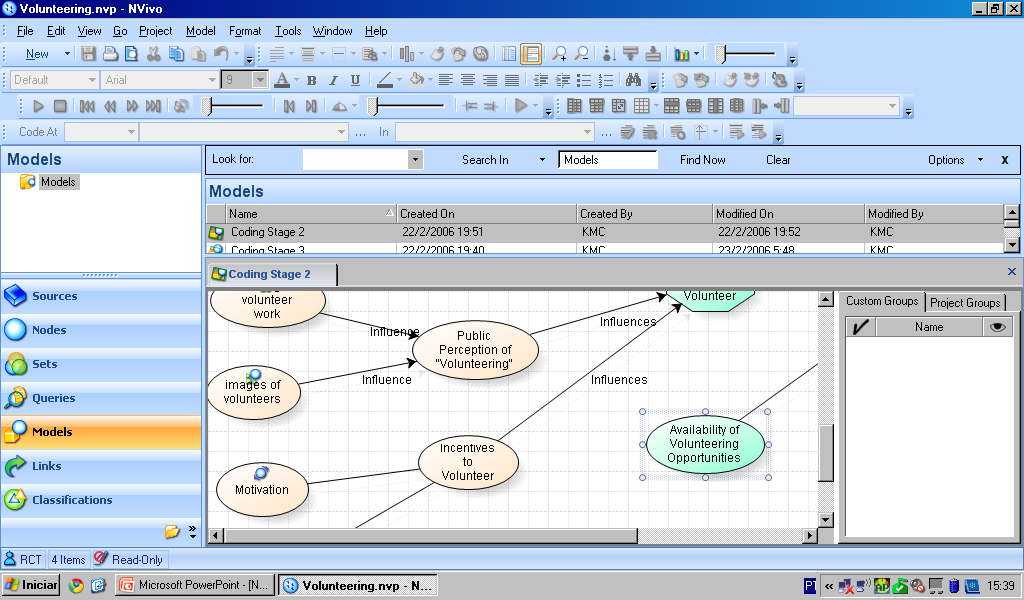 Volunteering.nvp - NVivo
File Edit View Go Project Model Format Tools Window Help
New
Default Arial 9 A B I U
Code At ... In ...
Models
Models
Look for: Search In Models Find Now Clear Options x
Models
Name Created On Created By Modified On Modified By
Coding Stage 2 22/2/2006 19:51 KMC 22/2/2006 19:52 KMC
Coding Stage 3 22/2/2006 19:40 KMC 23/2/2006 5:48 KMC
Coding Stage 2
Sources
Nodes
Sets
Queries
Models
Links
Classifications
volunteer
work
Influence
Public
Perception of
"Volunteering"
Influences
Volunteer
images of
volunteers
Influence
Influences
Availability of
Volunteering
Opportunities
Incentives
to
Volunteer
Motivation
Custom Groups Project Groups
Name
RCT 4 Items Read-Only
Iniciar Microsoft PowerPoint - [N... Volunteering.nvp - N... PT 15:39